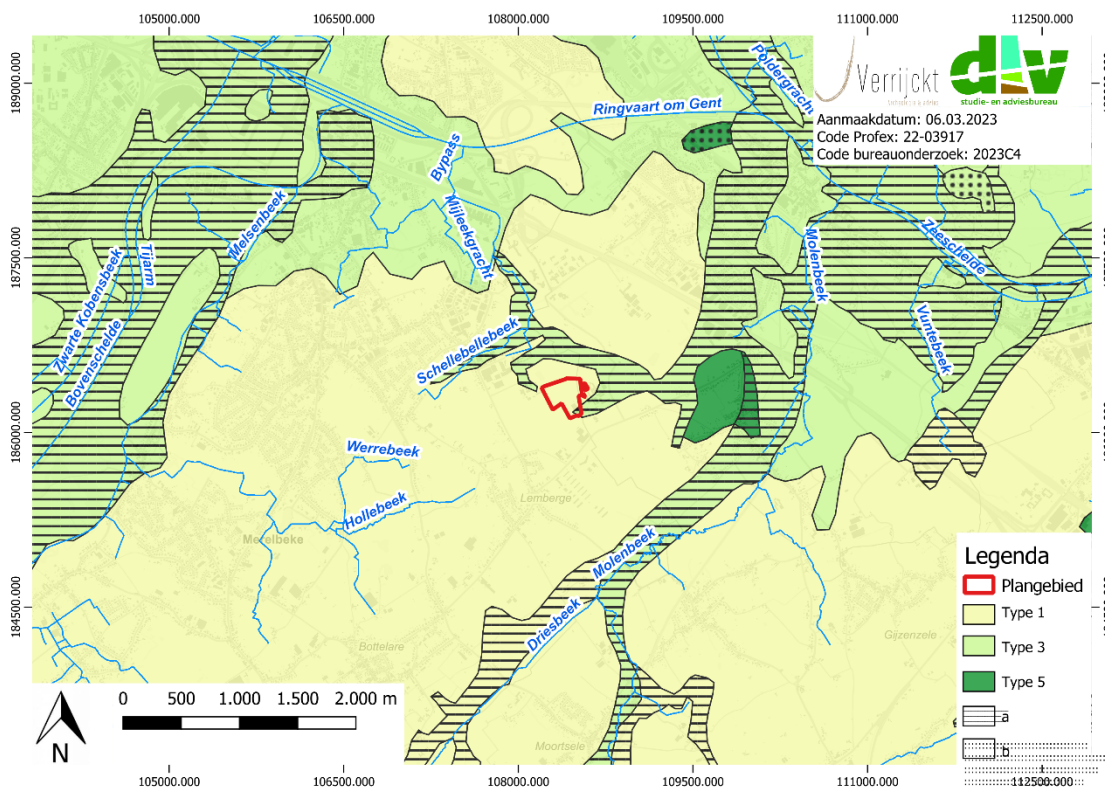 105000.000 106500.000 108000.000 109500.000 111000.000 112500.000
Verrijckt
dlv
studie- en adviesbureau
Aanmaakdatum: 06.03.2023
Code Profex: 22-03917
Code bureauonderzoek: 2023C4
189000.000
187500.000
186000.000
184500.000
Poldergracht
Ringvaart om Gent
Bypass
Mijleekgracht
Melsenbeek
Tijarm
Zwarte Kobensbeek
Bovenschelde
Molenbeek
Zeeschelde
Vuntebeek
Schellebellebeek
Werrebeek
Lemberge
Hollebeek
Merelbeke
Molenbeek
Driesbeek
Bottelare
Gijzenzele
Moortsele
Legenda
Plangebied
Type 1
Type 3
Type 5
a
b
0 500 1.000 1.500 2.000 m
N
105000.000 106500.000 108000.000 109500.000 111000.000 112500.000